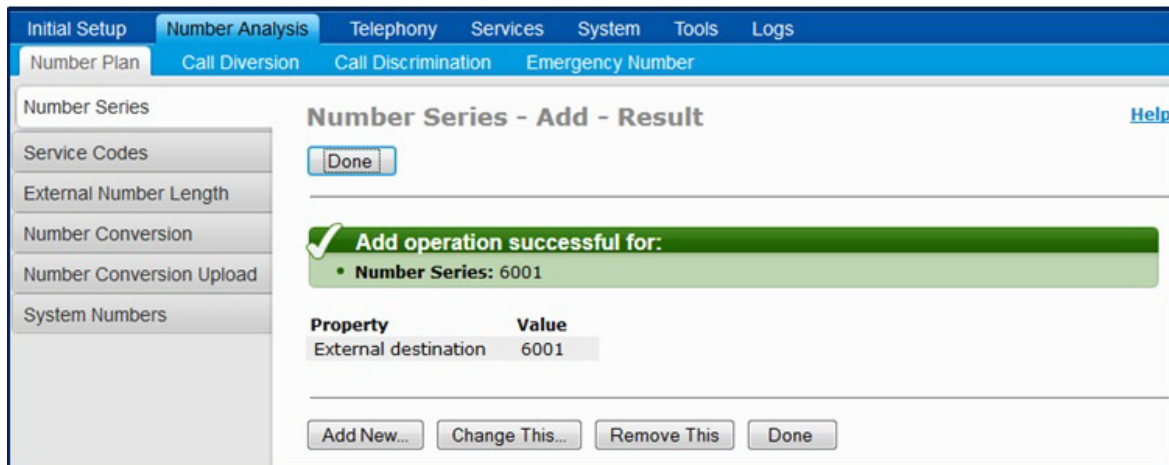 Initial Setup Number Analysis Telephony Services System Tools Logs
Number Plan Call Diversion Call Discrimination Emergency Number
Number Series
Service Codes
External Number Length
Number Conversion
Number Conversion Upload
System Numbers
Number Series - Add - Result
Help
Done
Add operation successful for:
• Number Series: 6001
Property Value
External destination 6001
Add New... Change This... Remove This Done